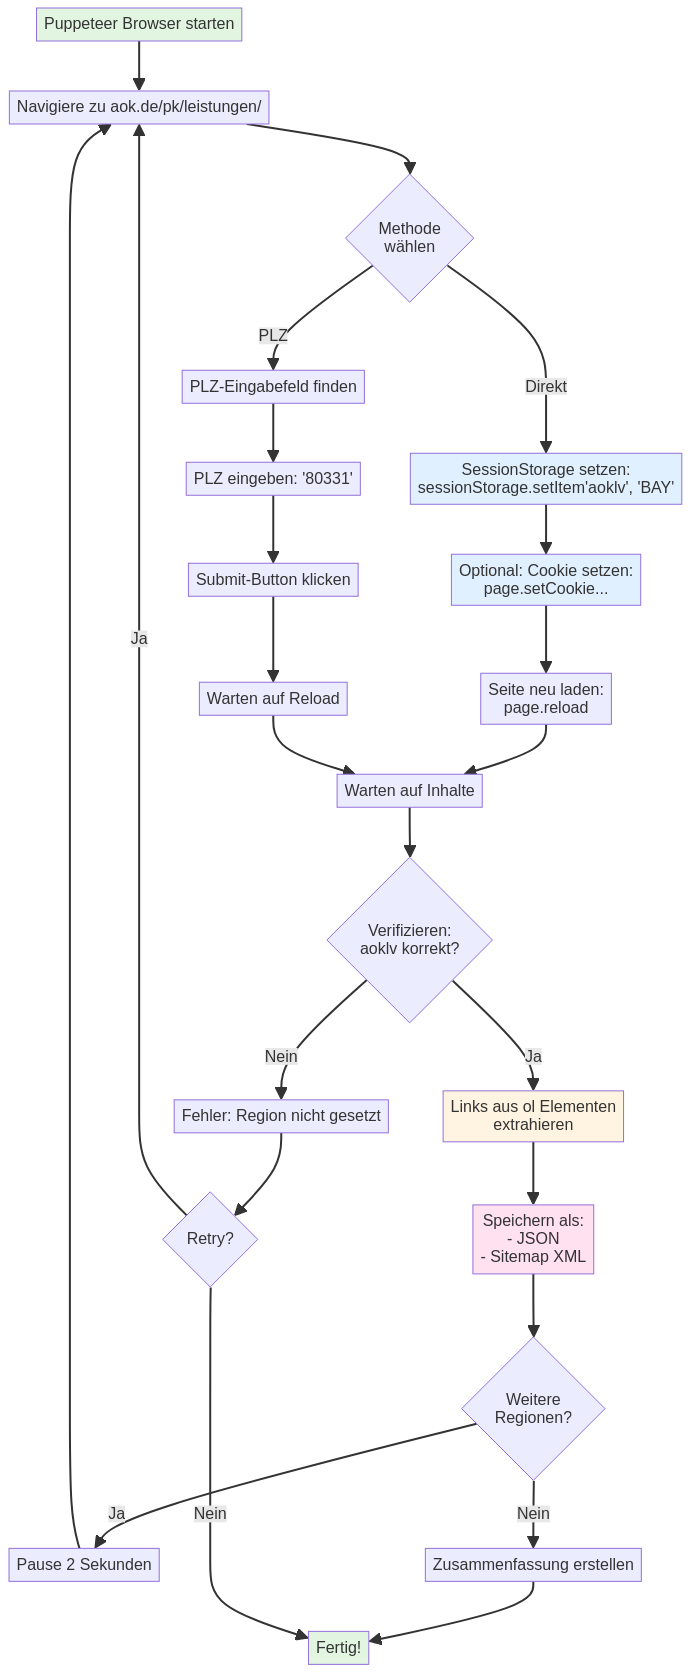 Puppeteer Browser starten
Navigiere zu aok.de/pk/leistungen/
Methode
wählen
PLZ
PLZ-Eingabefeld finden
Direkt
PLZ eingeben: '80331'
SessionStorage setzen:
sessionStorage.setItem'aoklv', 'BAY'
Submit-Button klicken
Optional: Cookie setzen:
page.setCookie...
Ja
Warten auf Reload
Seite neu laden:
page.reload
Warten auf Inhalte
Verifizieren:
aoklv korrekt?
Nein
Ja
Fehler: Region nicht gesetzt
Links aus ol Elementen
extrahieren
Retry?
Speichern als:
- JSON
- Sitemap XML
Weitere
Regionen?
Ja
Nein
Nein
Pause 2 Sekunden
Zusammenfassung erstellen
Fertig!